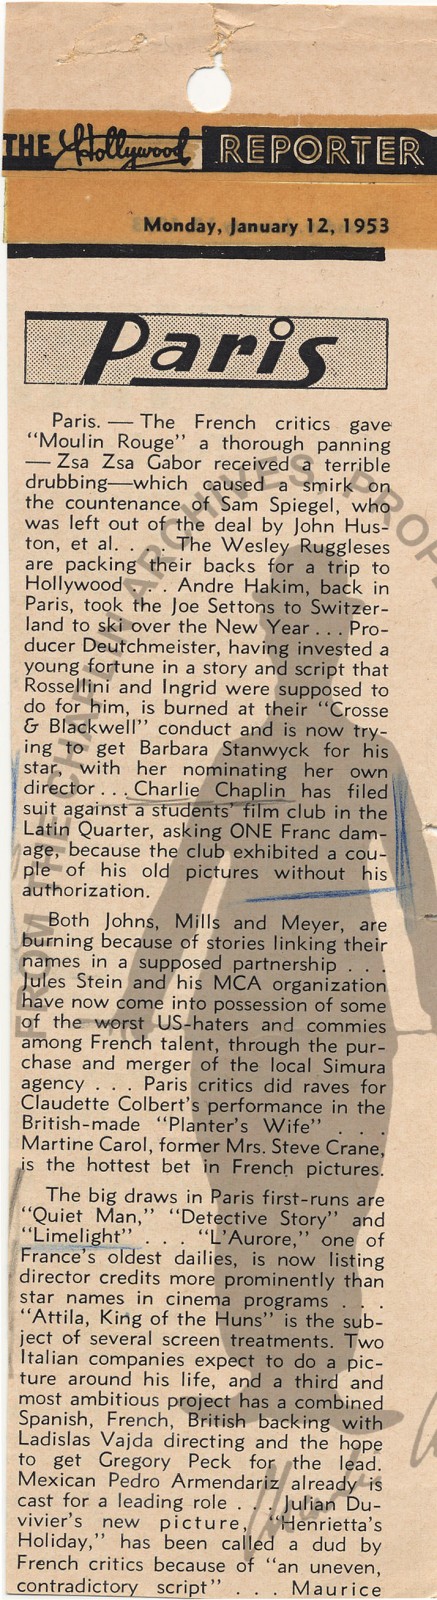 THE Hollywood REPORTER
Monday, January 12, 1953
Paris
Paris. — The French critics gave
"Moulin Rouge" a thorough panning
— Zsa Zsa Gabor received a terrible
drubbing—which caused a smirk on
the countenance of Sam Spiegel, who
was left out of the deal by John Hus-
ton, et al. . . The Wesley Ruggleses
are packing their backs for a trip to
Hollywood . . . Andre Hakim, back in
Paris, took the Joe Settons to Switzer-
land to ski over the New Year . . . Pro-
ducer Deutchmeister, having invested a
young fortune in a story and script that
Rossellini and Ingrid were supposed to
do for him, is burned at their "Crosse
& Blackwell" conduct and is now try-
ing to get Barbara Stanwyck for his
star, with her nominating her own
director . . . Charlie Chaplin has filed
suit against a students' film club in the
Latin Quarter, asking ONE Franc dam-
age, because the club exhibited a cou-
ple of his old pictures without his
authorization.
Both Johns, Mills and Meyer, are
burning because of stories linking their
names in a supposed partnership . . .
Jules Stein and his MCA organization
have now come into possession of some
of the worst US-haters and commies
among French talent, through the pur-
chase and merger of the local Simura
agency . . . Paris critics did raves for
Claudette Colbert's performance in the
British-made "Planter's Wife" . . .
Martine Carol, former Mrs. Steve Crane,
is the hottest bet in French pictures.
The big draws in Paris first-runs are
"Quiet Man," "Detective Story" and
"Limelight" . . . "L'Aurore," one of
France's oldest dailies, is now listing
director credits more prominently than
star names in cinema programs . . .
"Attila, King of the Huns" is the sub-
ject of several screen treatments. Two
Italian companies expect to do a pic-
ture around his life, and a third and
most ambitious project has a combined
Spanish, French, British backing with
Ladislas Vajda directing and the hope
to get Gregory Peck for the lead.
Mexican Pedro Armendariz already is
cast for a leading role . . . Julian Du-
vivier's new picture, "Henrietta's
Holiday," has been called a dud by
French critics because of "an uneven,
contradictory script" . . . Maurice
FROM THE CHAPLIN ARCHIVES, PROP